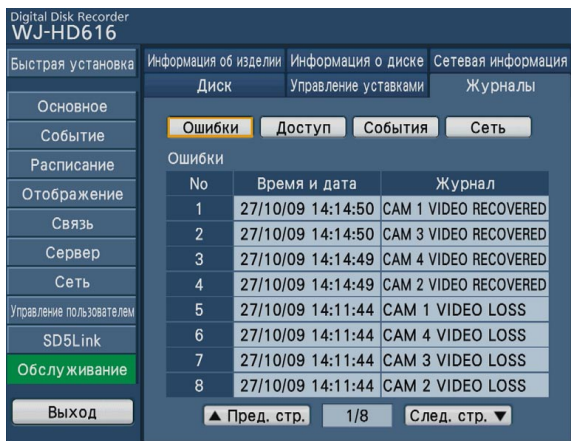 Digital Disk Recorder
WJ-HD616
Быстрая установка
Основное
Событие
Расписание
Отображение
Связь
Сервер
Сеть
Управление пользователем
SD5Link
Обслуживание
Выход
Информация об изделии Информация о диске Сетевая информация
Диск Управление уставками Журналы
Ошибки Доступ События Сеть
Ошибки
No Время и дата Журнал
1 27/10/09 14:14:50 CAM 1 VIDEO RECOVERED
2 27/10/09 14:14:50 CAM 3 VIDEO RECOVERED
3 27/10/09 14:14:49 CAM 4 VIDEO RECOVERED
4 27/10/09 14:14:49 CAM 2 VIDEO RECOVERED
5 27/10/09 14:11:44 CAM 1 VIDEO LOSS
6 27/10/09 14:11:44 CAM 4 VIDEO LOSS
7 27/10/09 14:11:44 CAM 3 VIDEO LOSS
8 27/10/09 14:11:44 CAM 2 VIDEO LOSS
▲ Пред. стр. 1/8 След. стр. ▼